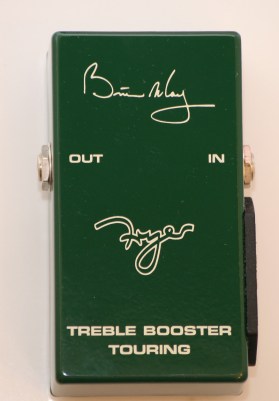 Brian May
OUT IN
Fryer
TREBLE BOOSTER
TOURING